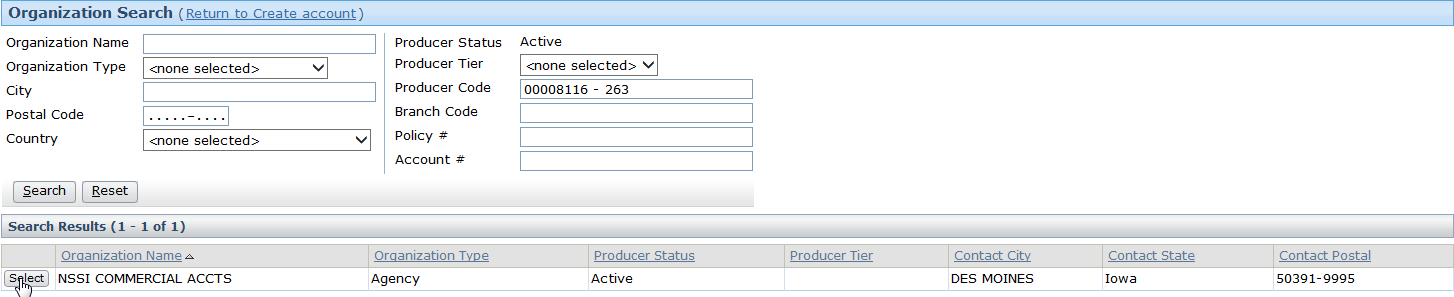 Organization Search (Return to Create account)
Organization Name
Organization Type <none selected>
City
Postal Code .....-....
Country <none selected>
Producer Status Active
Producer Tier <none selected>
Producer Code 00008116 - 263
Branch Code
Policy #
Account #
Search Reset
Search Results (1 - 1 of 1)
Organization Name Organization Type Producer Status Producer Tier Contact City Contact State Contact Postal
Select NSSI COMMERCIAL ACCTS Agency Active DES MOINES Iowa 50391-9995